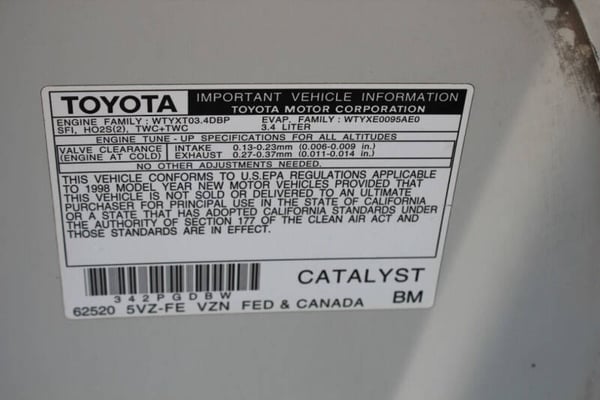 TOYOTA IMPORTANT VEHICLE INFORMATION
TOYOTA MOTOR CORPORATION
ENGINE FAMILY : WTYXT03.4DBP EVAP. FAMILY : WTYXE0095AE0
SFI, HO2S(2), TWC+TWC 3.4 LITER
ENGINE TUNE - UP SPECIFICATIONS FOR ALL ALTITUDES
VALVE CLEARANCE INTAKE 0.13-0.23mm (0.006-0.009 in.)
(ENGINE AT COLD) EXHAUST 0.27-0.37mm (0.011-0.014 in.)
NO OTHER ADJUSTMENTS NEEDED.
THIS VEHICLE CONFORMS TO U.S.EPA REGULATIONS APPLICABLE
TO 1998 MODEL YEAR NEW MOTOR VEHICLES PROVIDED THAT
THIS VEHICLE IS NOT SOLD OR DELIVERED TO AN ULTIMATE
PURCHASER FOR PRINCIPAL USE IN THE STATE OF CALIFORNIA
OR A STATE THAT HAS ADOPTED CALIFORNIA STANDARDS UNDER
THE AUTHORITY OF SECTION 177 OF THE CLEAN AIR ACT AND
THOSE STANDARDS ARE IN EFFECT.
CATALYST
342PGDBW
62520 5VZ-FE VZN FED & CANADA BM